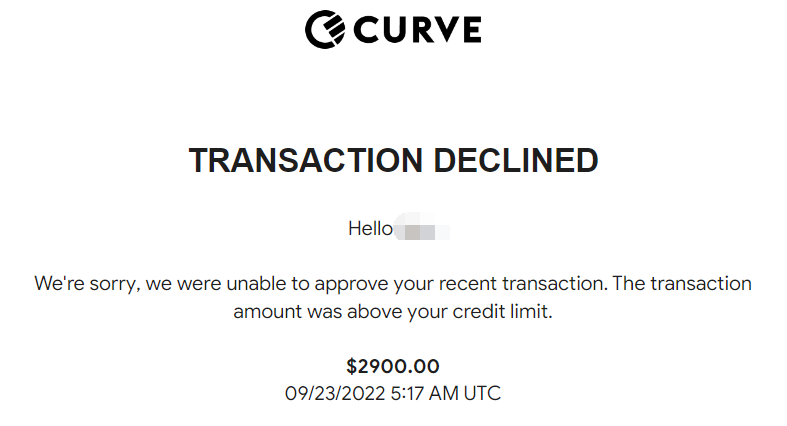 CURVE
TRANSACTION DECLINED
Hello
We're sorry, we were unable to approve your recent transaction. The transaction
amount was above your credit limit.
$2900.00
09/23/2022 5:17 AM UTC